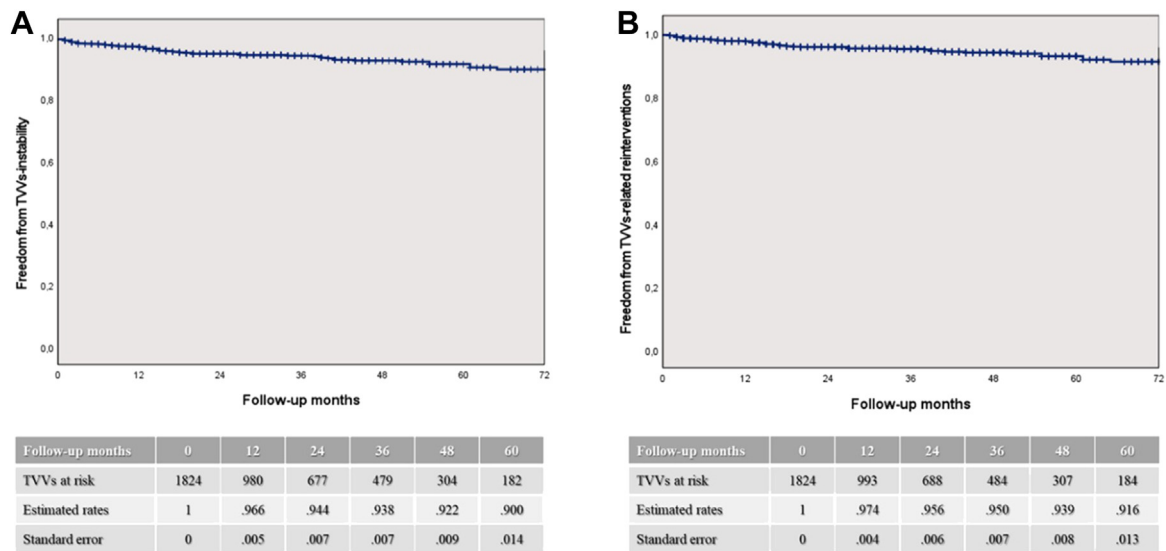 A
1,0
0,8
0,6
0,4
0,2
0,0
Freedom from TVVs-instability
0 12 24 36 48 60 72
Follow-up months
Follow-up months 0 12 24 36 48 60
TVVs at risk 1824 980 677 479 304 182
Estimated rates 1 .966 .944 .938 .922 .900
Standard error 0 .005 .007 .007 .009 .014
B
1,0
0,8
0,6
0,4
0,2
0,0
Freedom from TVVs-related reinterventions
0 12 24 36 48 60 72
Follow-up months
Follow-up months 0 12 24 36 48 60
TVVs at risk 1824 993 688 484 307 184
Estimated rates 1 .974 .956 .950 .939 .916
Standard error 0 .004 .006 .007 .008 .013